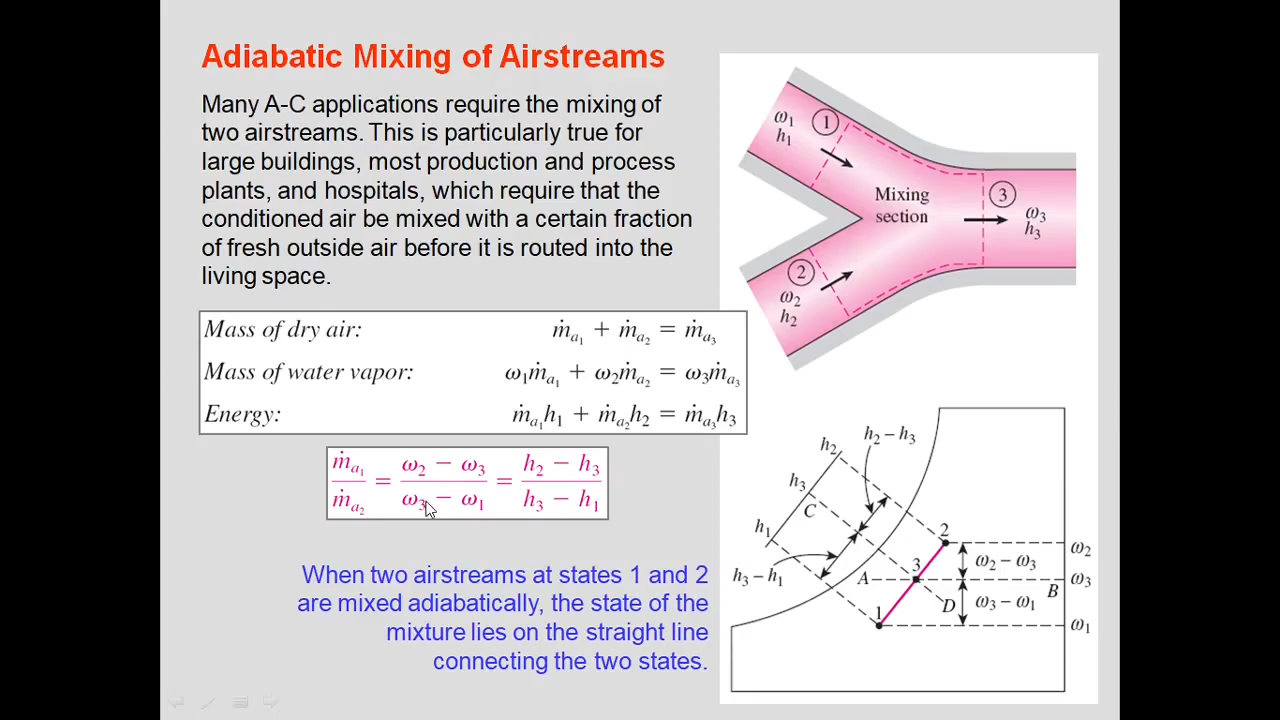 Adiabatic Mixing of Airstreams
Many A-C applications require the mixing of
two airstreams. This is particularly true for
large buildings, most production and process
plants, and hospitals, which require that the
conditioned air be mixed with a certain fraction
of fresh outside air before it is routed into the
living space.
Mass of dry air: ṁa₁ + ṁa₂ = ṁa₃
Mass of water vapor: ω₁ṁa₁ + ω₂ṁa₂ = ω₃ṁa₃
Energy: ṁa₁h₁ + ṁa₂h₂ = ṁa₃h₃
ṁa₁/ṁa₂ = (ω₂ − ω₃)/(ω₃ − ω₁) = (h₂ − h₃)/(h₃ − h₁)
When two airstreams at states 1 and 2
are mixed adiabatically, the state of the
mixture lies on the straight line
connecting the two states.
ω₁
h₁
1
Mixing
section
3
ω₃
h₃
2
ω₂
h₂
h₂ − h₃
h₂
h₃
C
h₁
h₃ − h₁
2
ω₂
ω₂ − ω₃
3
A
ω₃
B
D
ω₃ − ω₁
1
ω₁